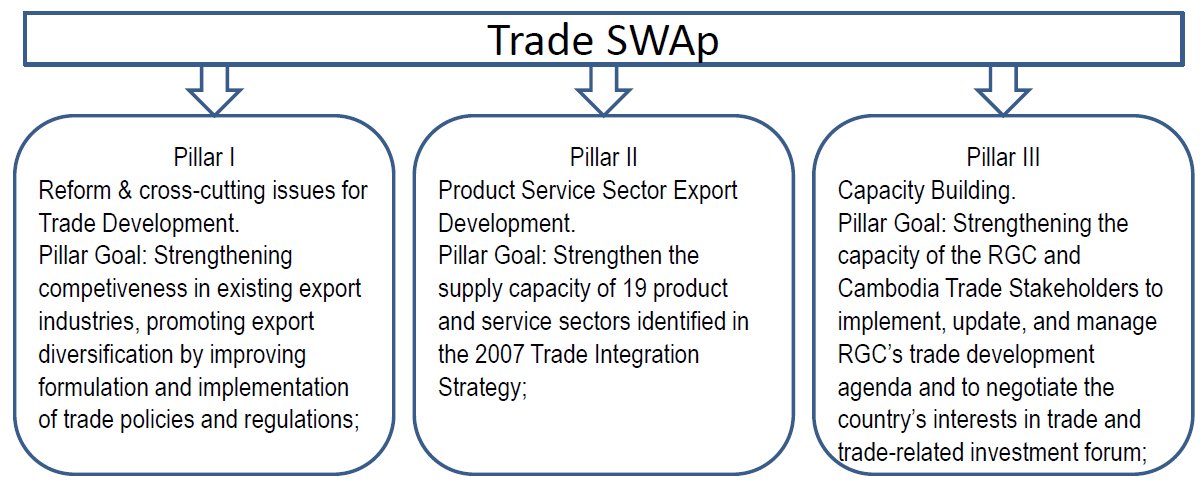 Trade SWAp
Pillar I
Reform & cross-cutting issues for
Trade Development.
Pillar Goal: Strengthening
competiveness in existing export
industries, promoting export
diversification by improving
formulation and implementation
of trade policies and regulations;
Pillar II
Product Service Sector Export
Development.
Pillar Goal: Strengthen the
supply capacity of 19 product
and service sectors identified in
the 2007 Trade Integration
Strategy;
Pillar III
Capacity Building.
Pillar Goal: Strengthening the
capacity of the RGC and
Cambodia Trade Stakeholders to
implement, update, and manage
RGC’s trade development
agenda and to negotiate the
country’s interests in trade and
trade-related investment forum;